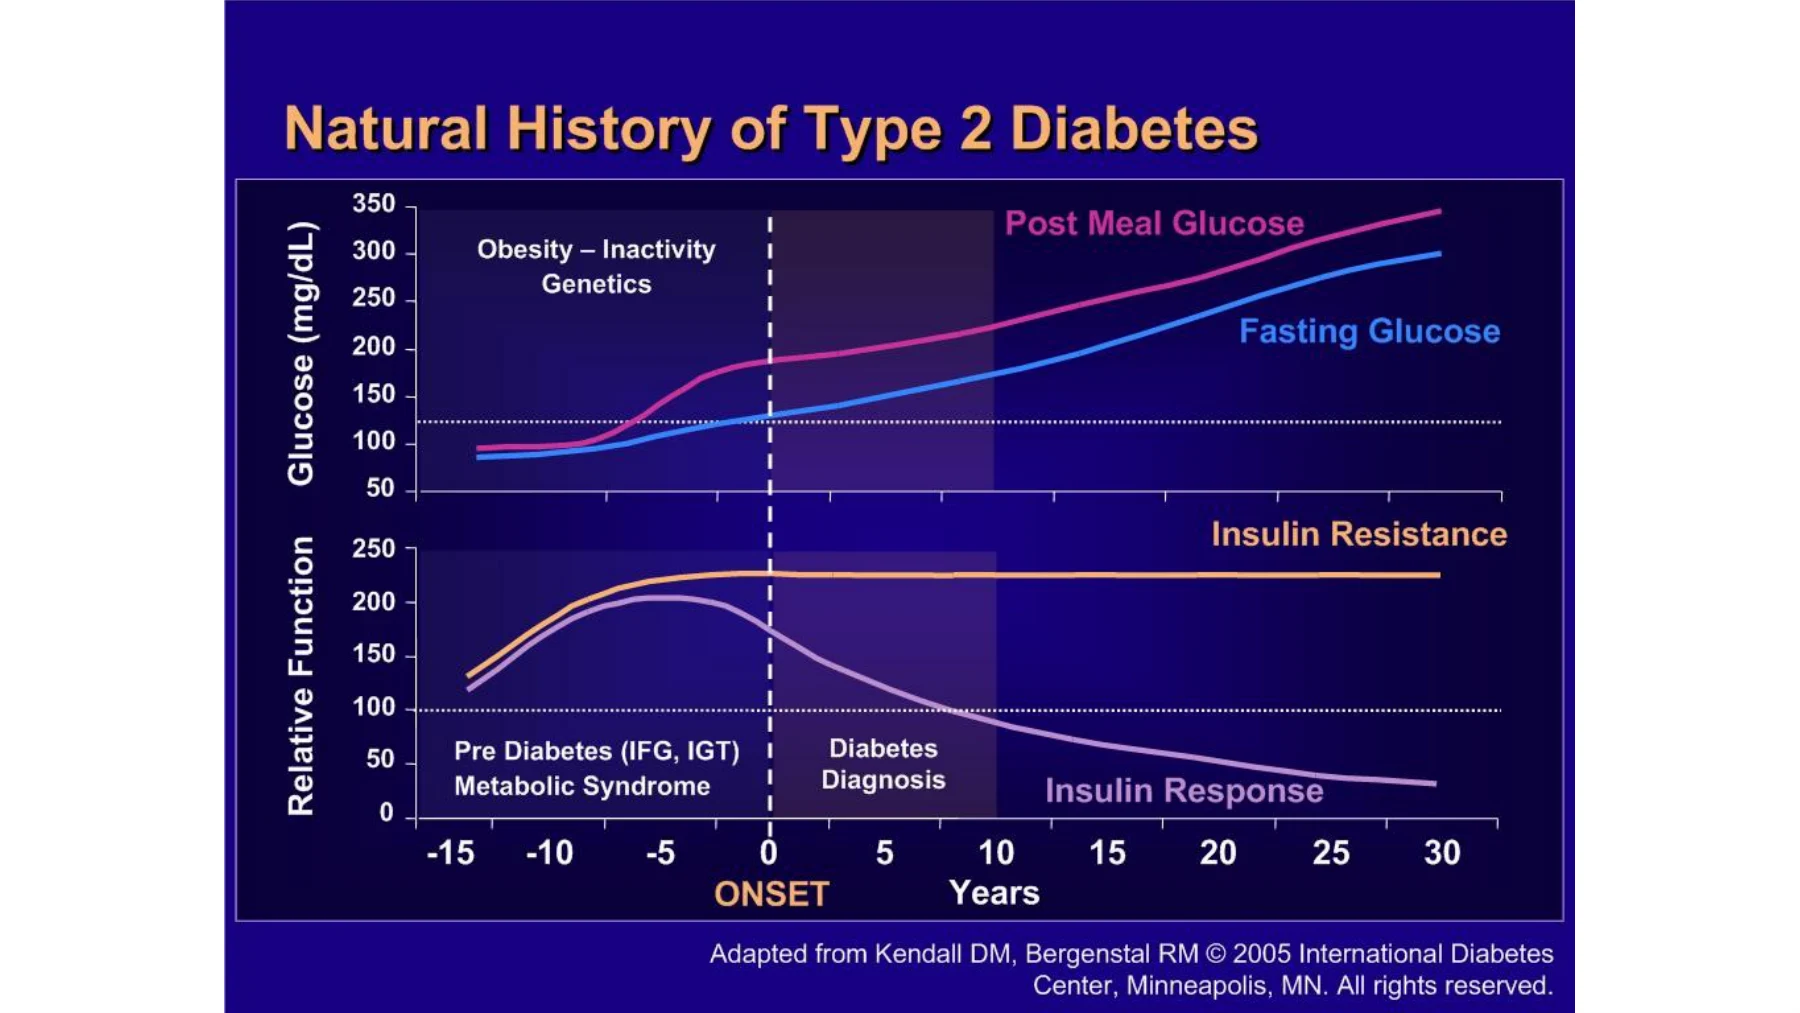 Natural History of Type 2 Diabetes
Glucose (mg/dL)
350
300
250
200
150
100
50
Obesity – Inactivity
Genetics
Post Meal Glucose
Fasting Glucose
Relative Function
250
200
150
100
50
0
Insulin Resistance
Pre Diabetes (IFG, IGT)
Metabolic Syndrome
Diabetes
Diagnosis
Insulin Response
-15 -10 -5 0 5 10 15 20 25 30
ONSET Years
Adapted from Kendall DM, Bergenstal RM © 2005 International Diabetes
Center, Minneapolis, MN. All rights reserved.